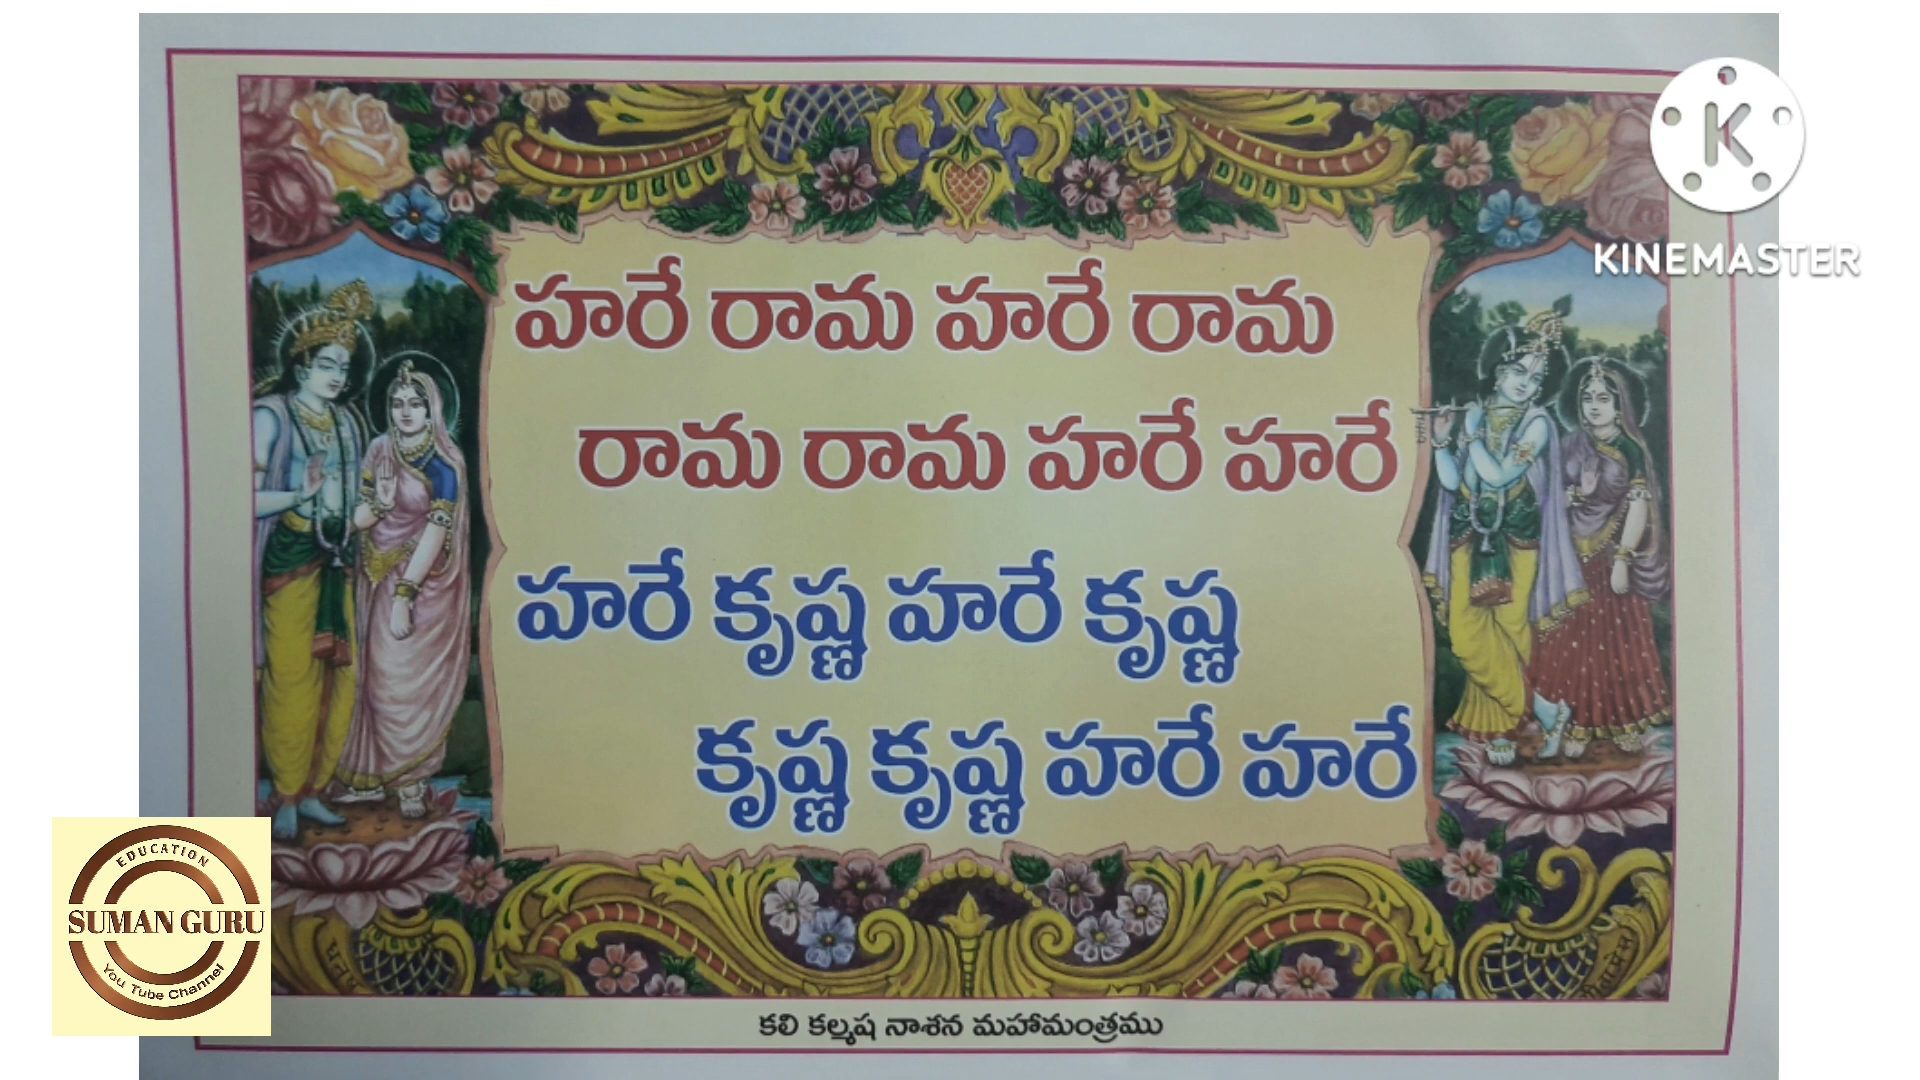 హరే రామ హరే రామ
రామ రామ హరే హరే
హరే కృష్ణ హరే కృష్ణ
కృష్ణ కృష్ణ హరే హరే
కలి కల్మష నాశన మహామంత్రము
K
KINEMASTER
EDUCATION
SUMAN GURU
You Tube Channel